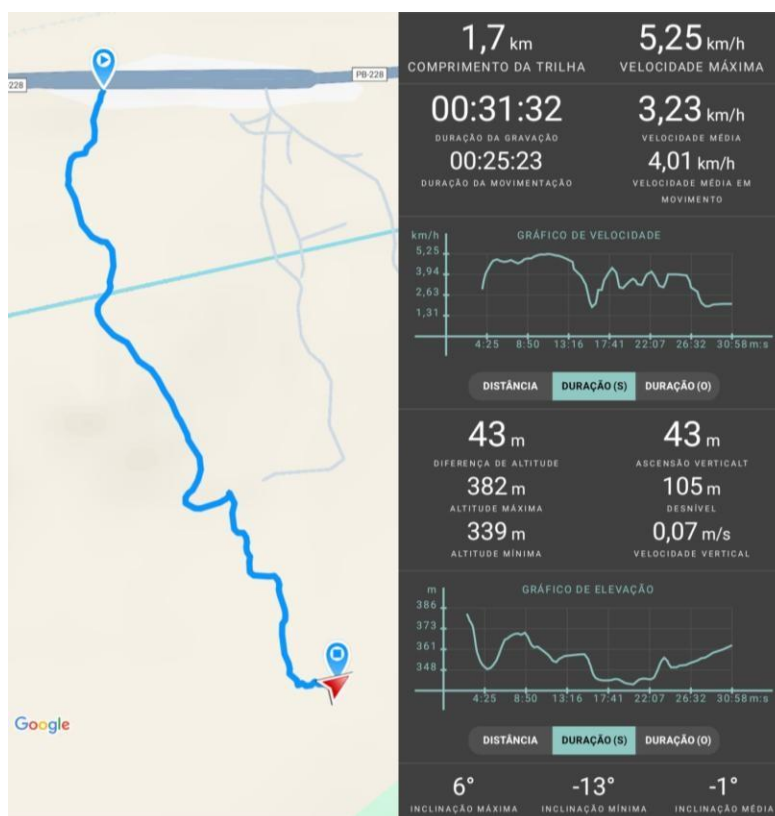 228
PB-228
Google
1,7 km
COMPRIMENTO DA TRILHA
5,25 km/h
VELOCIDADE MÁXIMA
00:31:32
DURAÇÃO DA GRAVAÇÃO
3,23 km/h
VELOCIDADE MÉDIA
00:25:23
DURAÇÃO DA MOVIMENTAÇÃO
4,01 km/h
VELOCIDADE MÉDIA EM
MOVIMENTO
GRÁFICO DE VELOCIDADE
km/h
5,25
3,94
2,63
1,31
4:25 8:50 13:16 17:41 22:07 26:32 30:58 m:s
DISTÂNCIA DURAÇÃO (S) DURAÇÃO (O)
43 m
DIFERENÇA DE ALTITUDE
43 m
ASCENSÃO VERTICALT
382 m
ALTITUDE MÁXIMA
105 m
DESNÍVEL
339 m
ALTITUDE MÍNIMA
0,07 m/s
VELOCIDADE VERTICAL
GRÁFICO DE ELEVAÇÃO
m
386
373
361
348
4:25 8:50 13:16 17:41 22:07 26:32 30:58 m:s
DISTÂNCIA DURAÇÃO (S) DURAÇÃO (O)
6°
INCLINAÇÃO MÁXIMA
-13°
INCLINAÇÃO MÍNIMA
-1°
INCLINAÇÃO MÉDIA